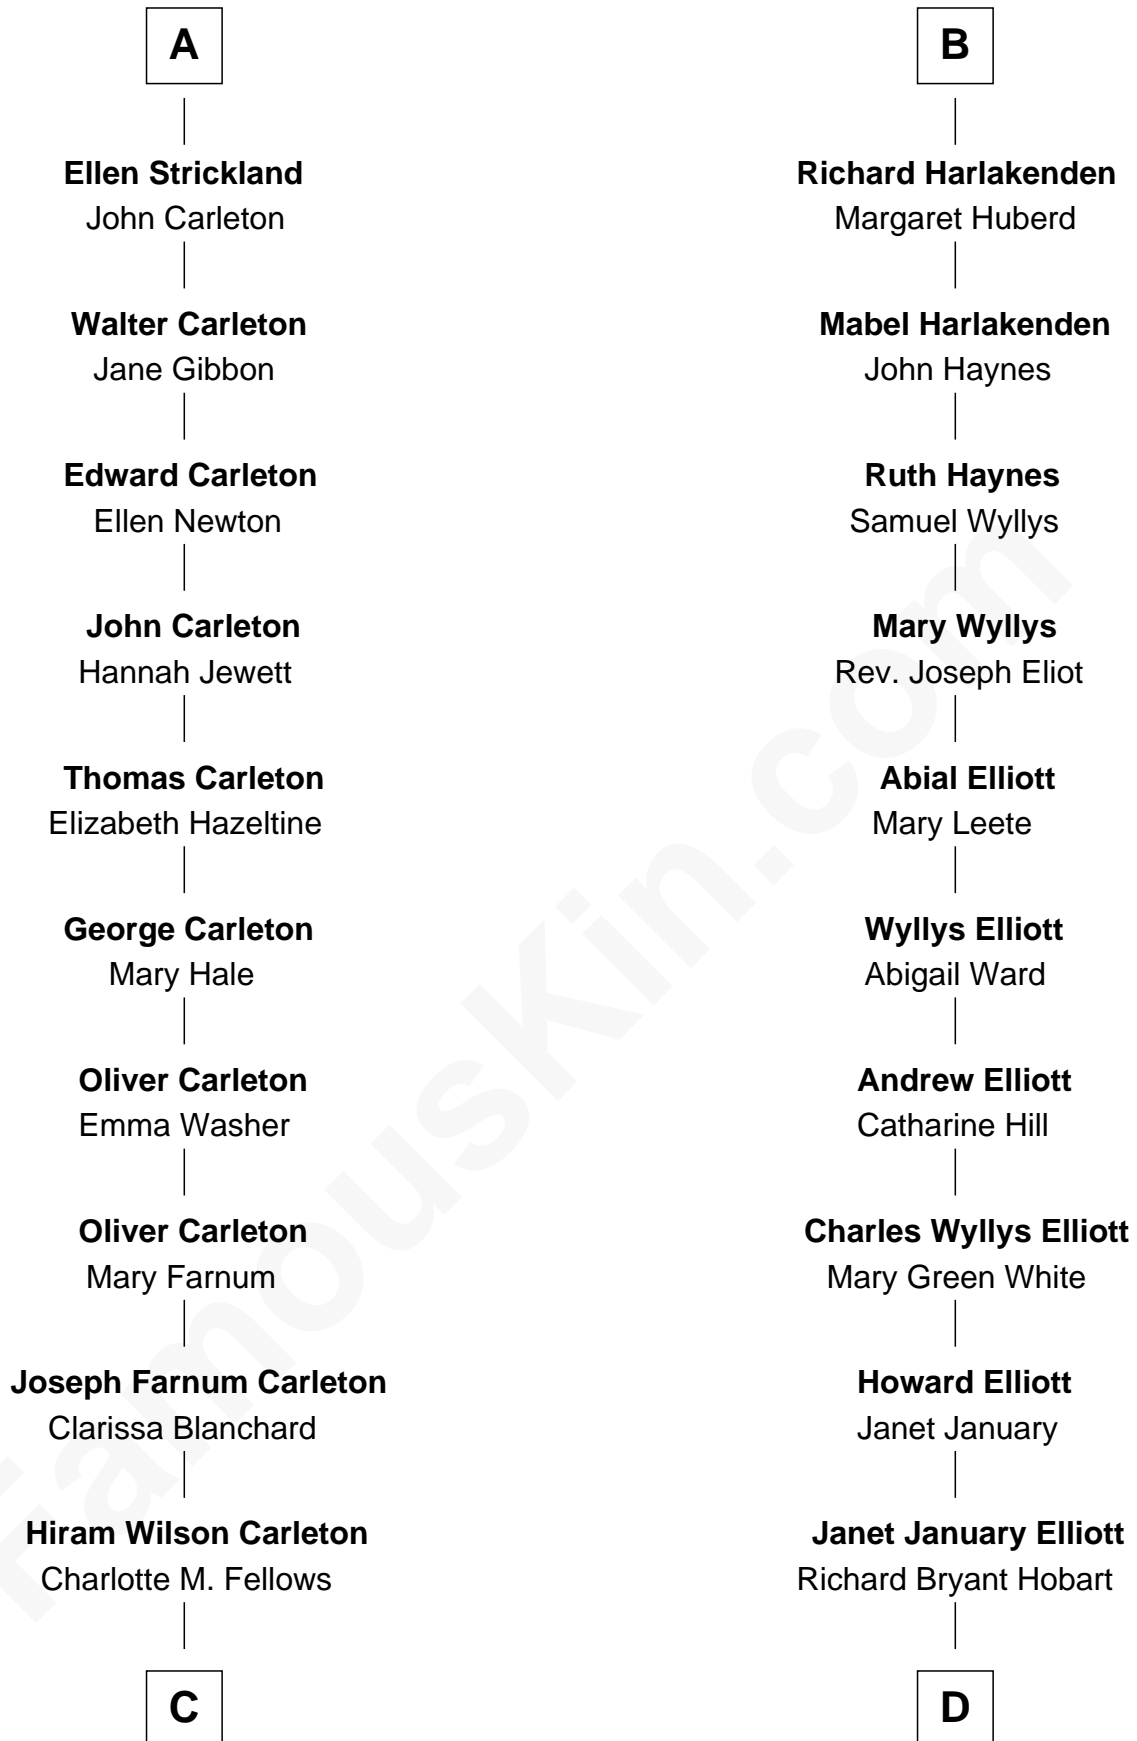 A
Ellen Strickland
John Carleton
Walter Carleton
Jane Gibbon
Edward Carleton
Ellen Newton
John Carleton
Hannah Jewett
Thomas Carleton
Elizabeth Hazeltine
George Carleton
Mary Hale
Oliver Carleton
Emma Washer
Oliver Carleton
Mary Farnum
Joseph Farnum Carleton
Clarissa Blanchard
Hiram Wilson Carleton
Charlotte M. Fellows
C
B
Richard Harlakenden
Margaret Huberd
Mabel Harlakenden
John Haynes
Ruth Haynes
Samuel Wyllys
Mary Wyllys
Rev. Joseph Eliot
Abial Elliott
Mary Leete
Wyllys Elliott
Abigail Ward
Andrew Elliott
Catharine Hill
Charles Wyllys Elliott
Mary Green White
Howard Elliott
Janet January
Janet January Elliott
Richard Bryant Hobart
D
FamousKin.com